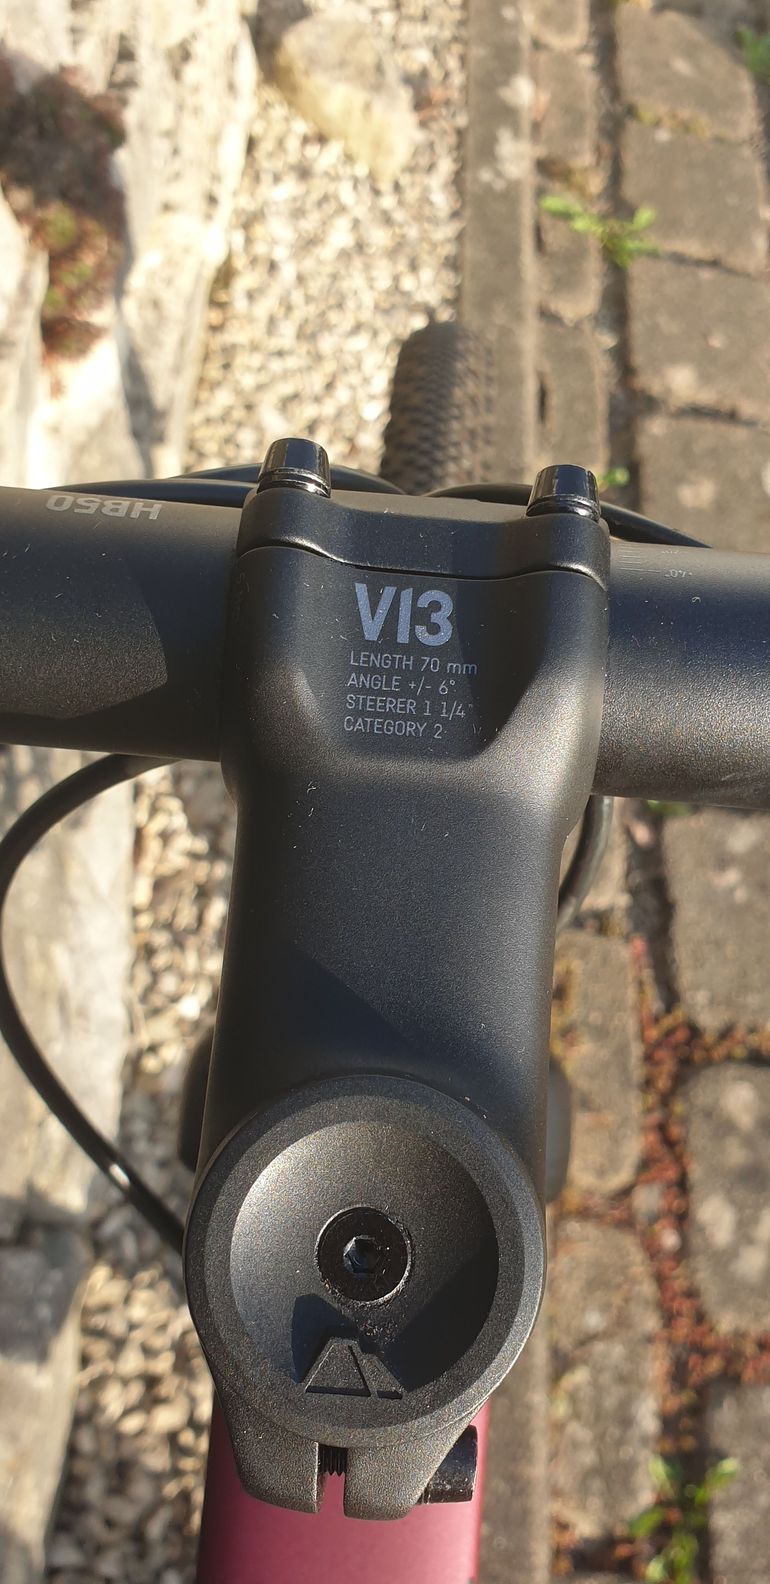 HB50
V13
LENGTH 70 mm
ANGLE +/- 6°
STEERER 1 1/4"
CATEGORY 2